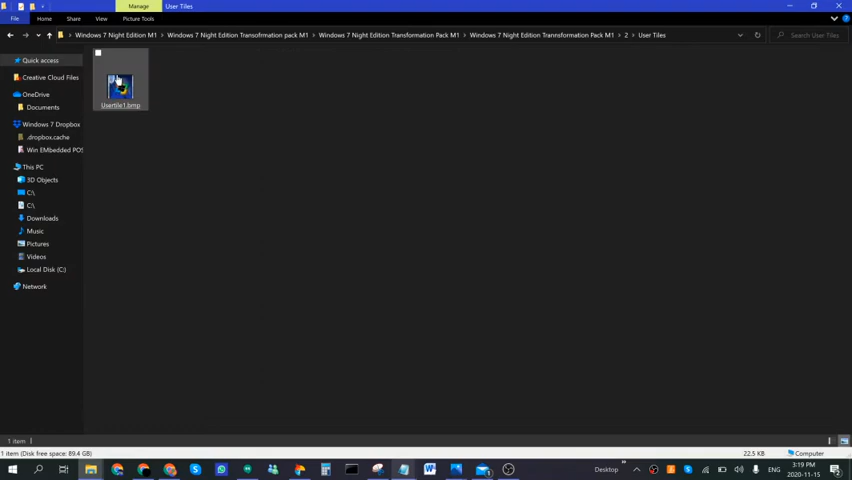 Manage
User Tiles
File
Home
Share
View
Picture Tools
Windows 7 Night Edition M1 › Windows 7 Night Edition Transofrmation pack M1 › Windows 7 Night Edition Transformation Pack M1 › Windows 7 Night Edition Trannsformation Pack M1 › 2 › User Tiles
Search User Tiles
Quick access
Creative Cloud Files
OneDrive
Documents
Windows 7 Dropbox
.dropbox.cache
Win EMbedded POS
This PC
3D Objects
C:\
C:\
Downloads
Music
Pictures
Videos
Local Disk (C:)
Network
Usertile1.bmp
1 item
1 item (Disk free space: 89.4 GB)
22.5 KB
Computer
Desktop
ENG
3:19 PM
2020-11-15